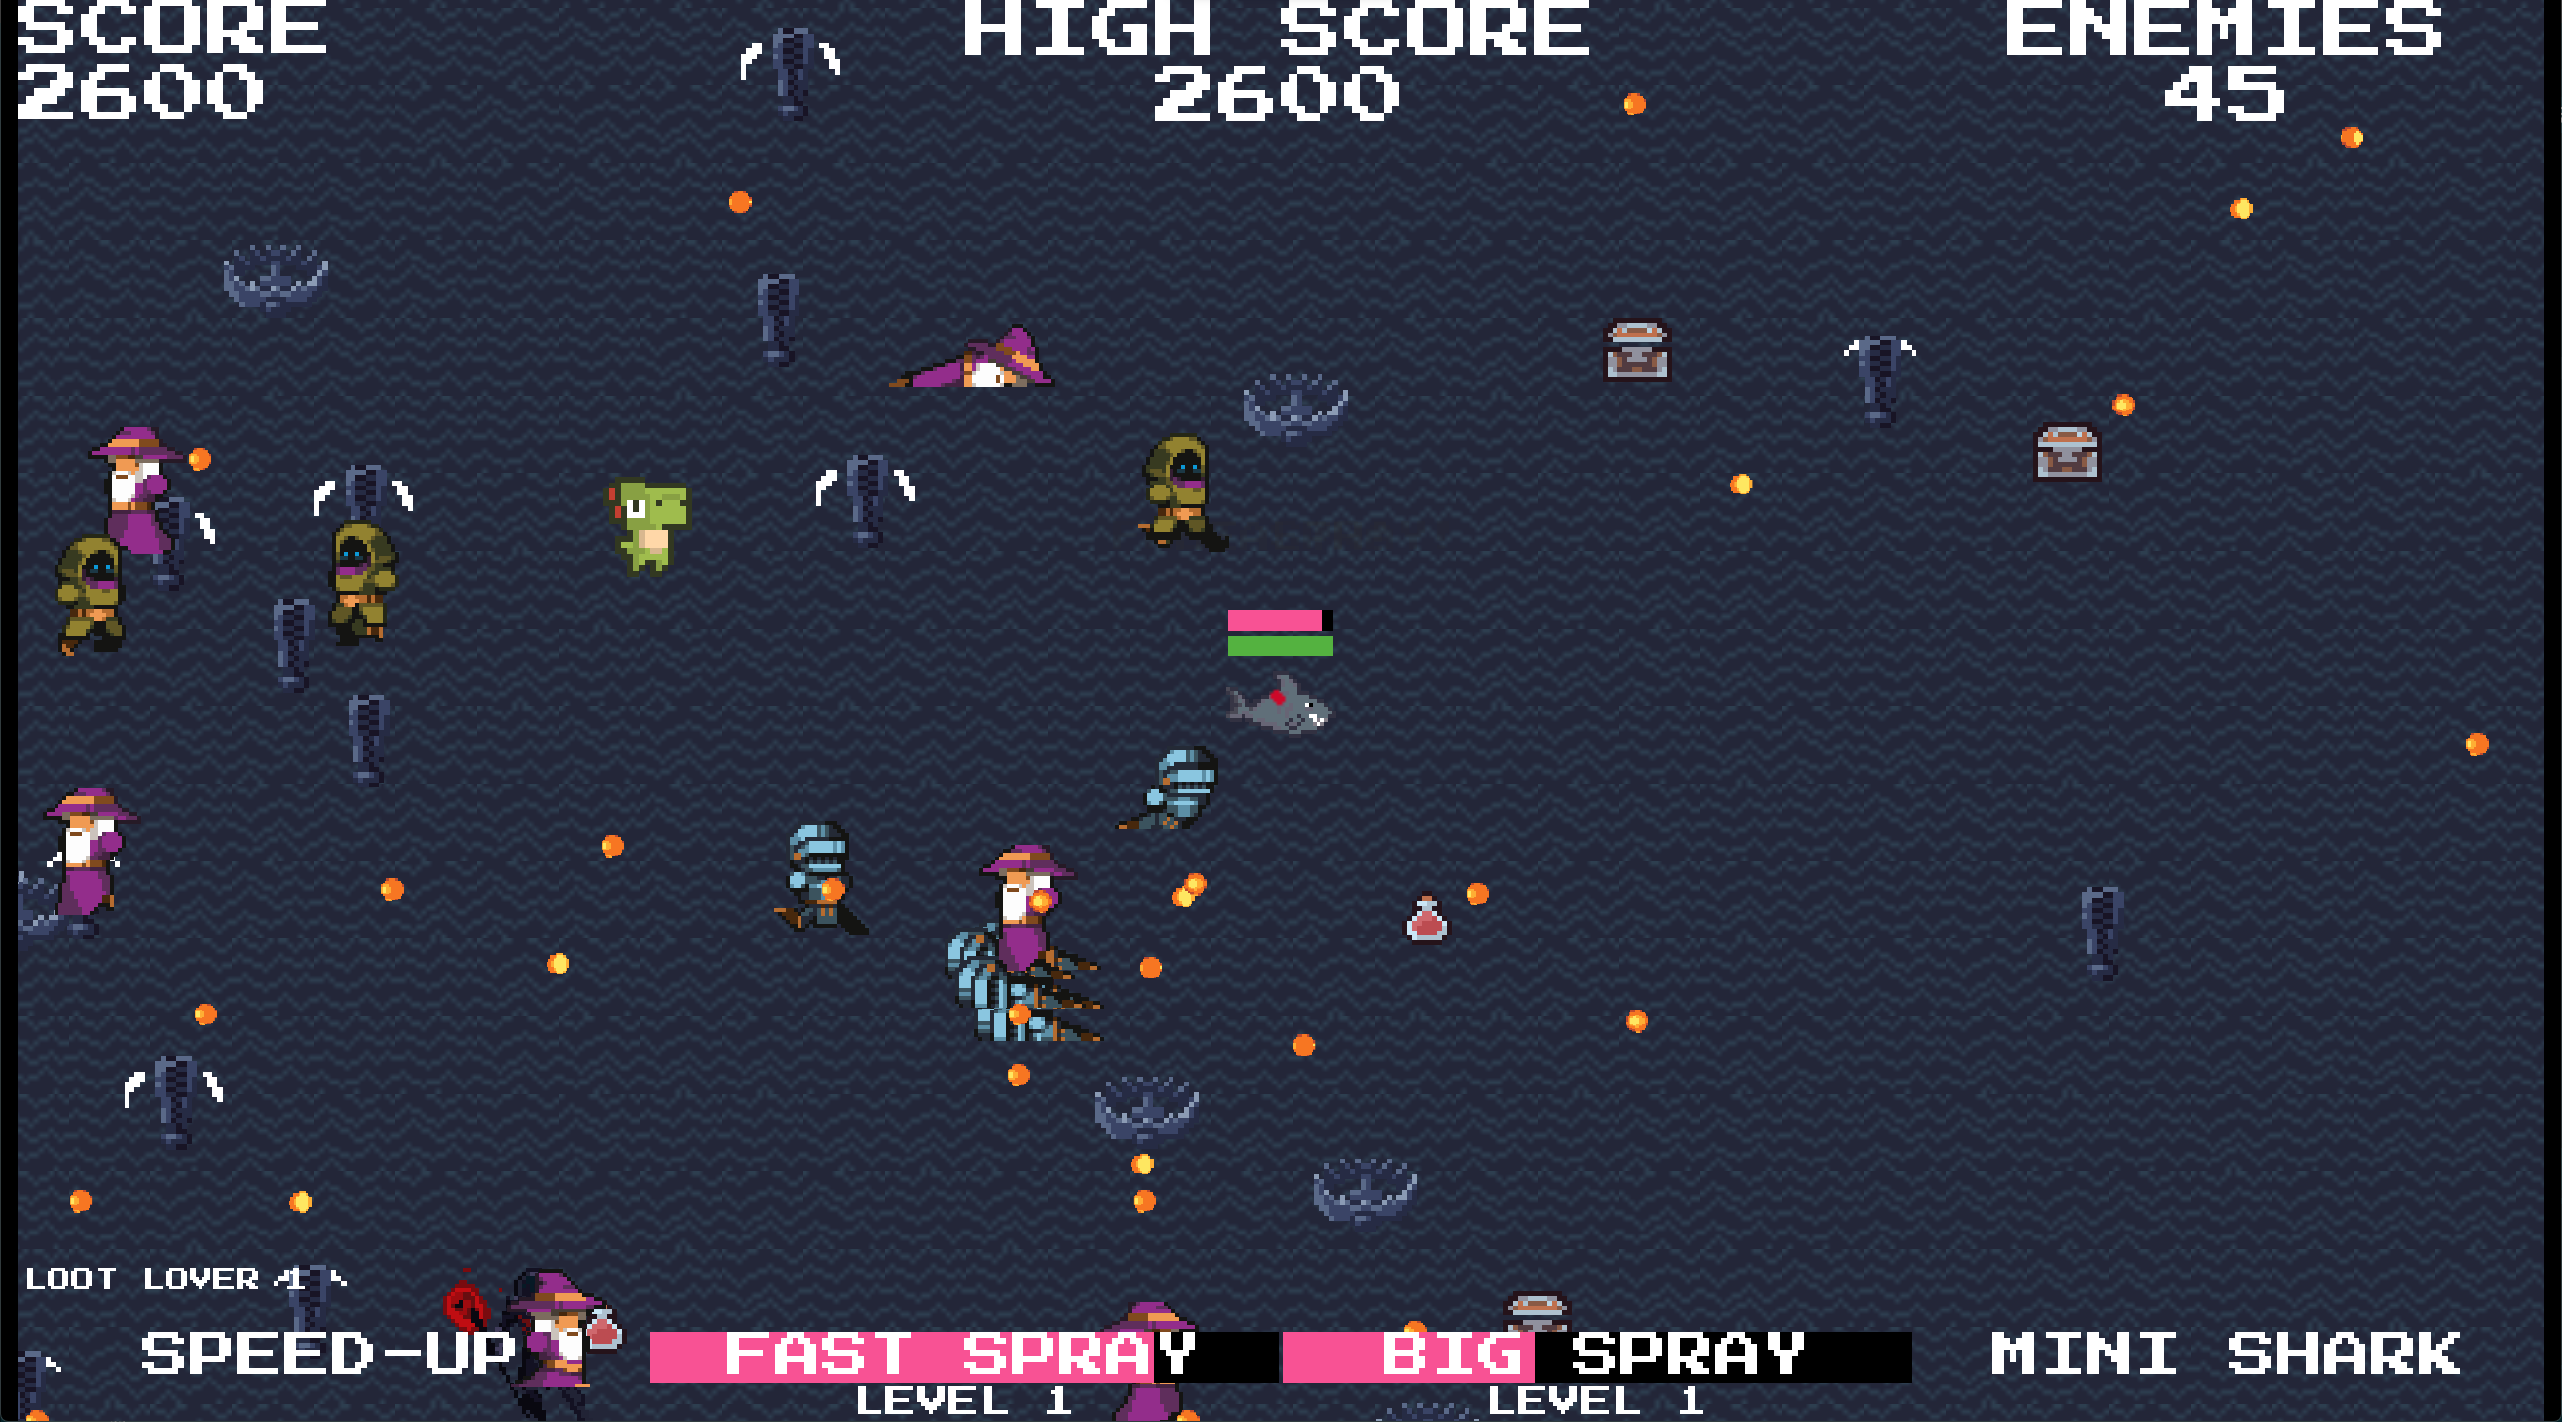 SCORE
2600
HIGH SCORE
2600
ENEMIES
45
LOOT LOVER 1
SPEED-UP
FAST SPRAY
LEVEL 1
BIG SPRAY
LEVEL 1
MINI SHARK